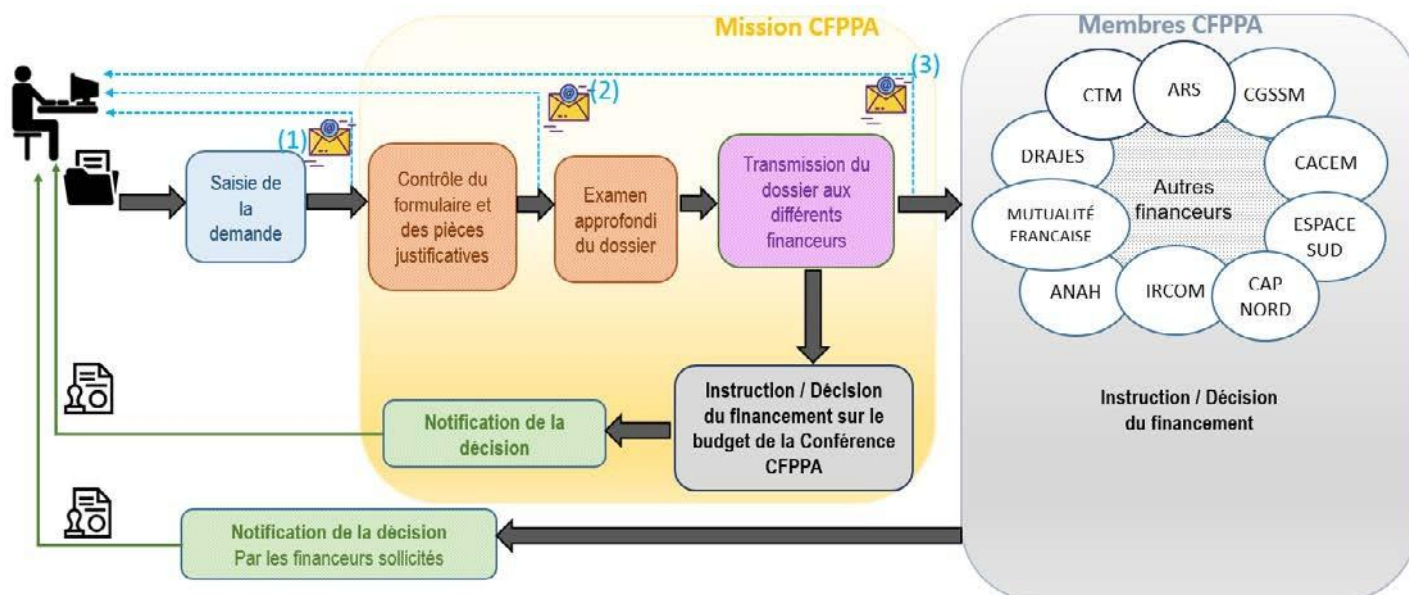 Mission CFPPA
Membres CFPPA
(1)
(2)
(3)
Saisie de
la
demande
Contrôle du
formulaire et
des pièces
justificatives
Examen
approfondi
du dossier
Transmission du
dossier aux
différents
financeurs
CTM
ARS
CGSSM
DRAJES
CACEM
Autres
financeurs
MUTUALITÉ
FRANCAISE
ESPACE
SUD
ANAH
IRCOM
CAP
NORD
Instruction / Décision
du financement sur le
budget de la Conférence
CFPPA
Instruction / Décision
du financement
Notification de la
décision
Notification de la décision
Par les financeurs sollicités